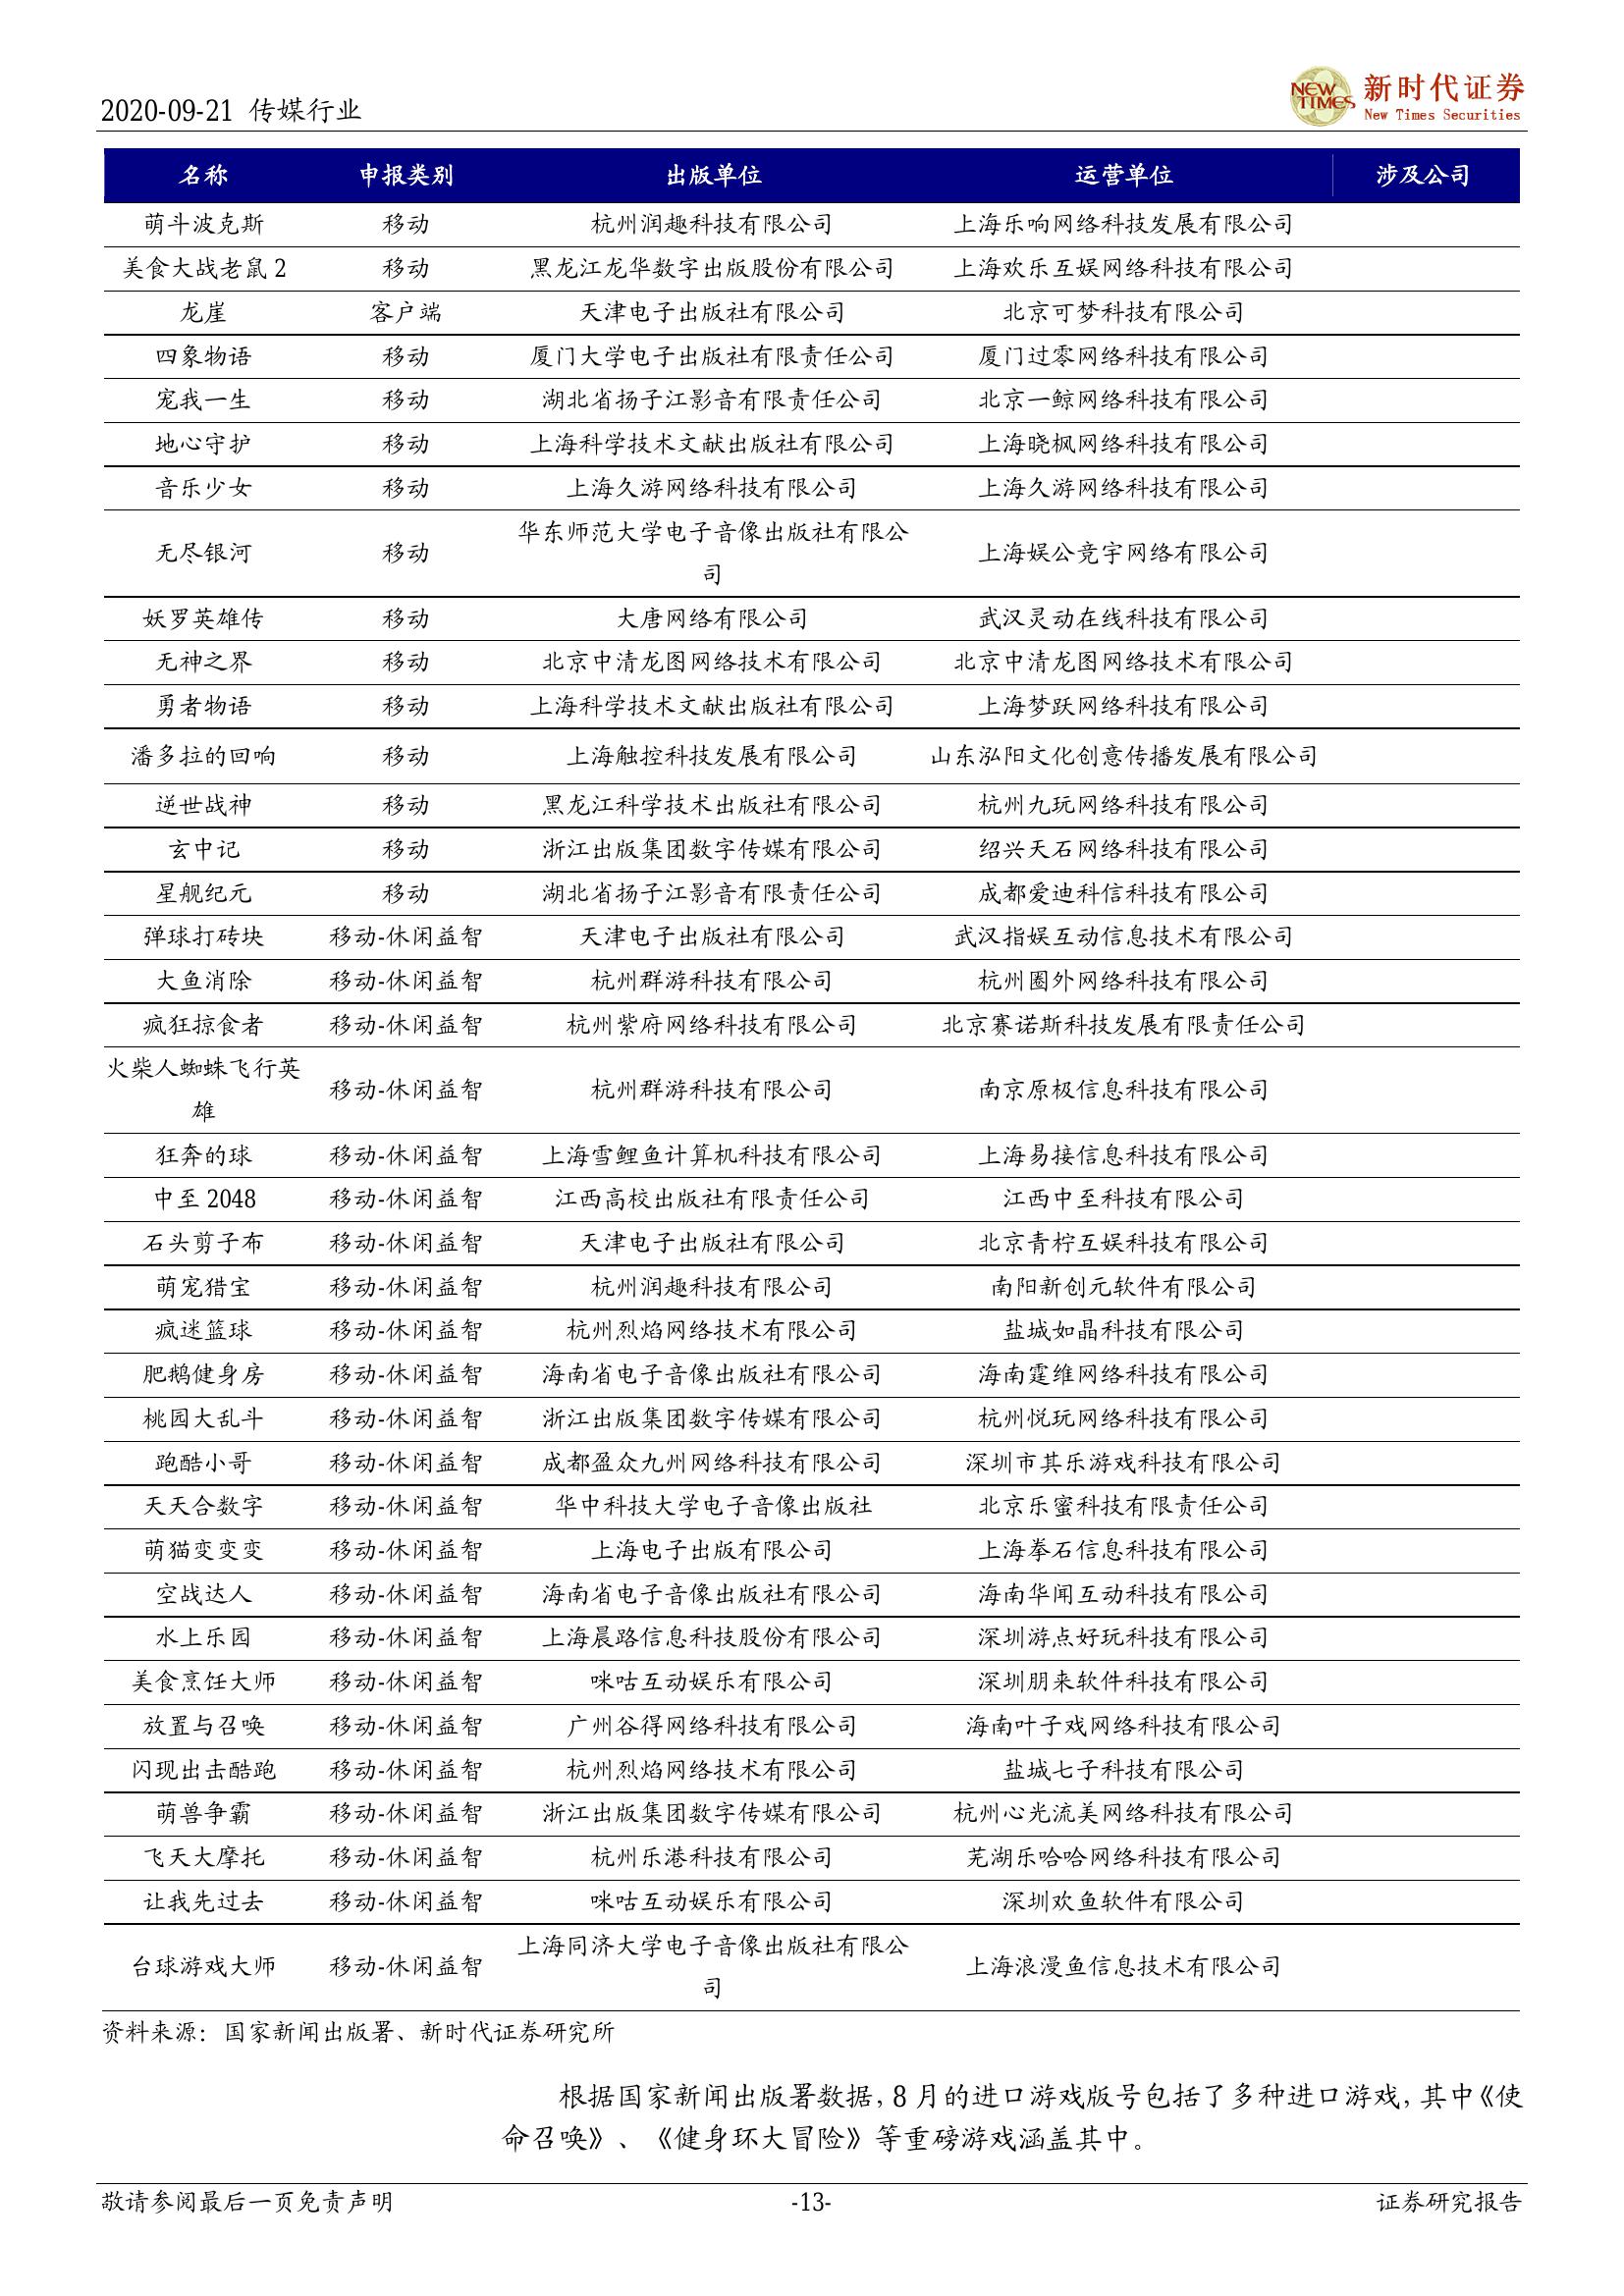 2020-09-21 传媒行业
NEW TIMES 新时代证券
New Times Securities
名称 申报类别 出版单位 运营单位 涉及公司
萌斗波克斯 移动 杭州润趣科技有限公司 上海乐响网络科技发展有限公司
美食大战老鼠 2 移动 黑龙江龙华数字出版股份有限公司 上海欢乐互娱网络科技有限公司
龙崖 客户端 天津电子出版社有限公司 北京可梦科技有限公司
四象物语 移动 厦门大学电子出版社有限责任公司 厦门过零网络科技有限公司
宠我一生 移动 湖北省扬子江影音有限责任公司 北京一鲸网络科技有限公司
地心守护 移动 上海科学技术文献出版社有限公司 上海晓枫网络科技有限公司
音乐少女 移动 上海久游网络科技有限公司 上海久游网络科技有限公司
无尽银河 移动 华东师范大学电子音像出版社有限公
司 上海娱公竞宇网络有限公司
妖罗英雄传 移动 大唐网络有限公司 武汉灵动在线科技有限公司
无神之界 移动 北京中清龙图网络技术有限公司 北京中清龙图网络技术有限公司
勇者物语 移动 上海科学技术文献出版社有限公司 上海梦跃网络科技有限公司
潘多拉的回响 移动 上海触控科技发展有限公司 山东泓阳文化创意传播发展有限公司
逆世战神 移动 黑龙江科学技术出版社有限公司 杭州九玩网络科技有限公司
玄中记 移动 浙江出版集团数字传媒有限公司 绍兴天石网络科技有限公司
星舰纪元 移动 湖北省扬子江影音有限责任公司 成都爱迪科信科技有限公司
弹球打砖块 移动-休闲益智 天津电子出版社有限公司 武汉指娱互动信息技术有限公司
大鱼消除 移动-休闲益智 杭州群游科技有限公司 杭州圈外网络科技有限公司
疯狂掠食者 移动-休闲益智 杭州紫府网络科技有限公司 北京赛诺斯科技发展有限责任公司
火柴人蜘蛛飞行英
雄 移动-休闲益智 杭州群游科技有限公司 南京原极信息科技有限公司
狂奔的球 移动-休闲益智 上海雪鲤鱼计算机科技有限公司 上海易接信息科技有限公司
中至 2048 移动-休闲益智 江西高校出版社有限责任公司 江西中至科技有限公司
石头剪子布 移动-休闲益智 天津电子出版社有限公司 北京青柠互娱科技有限公司
萌宠猎宝 移动-休闲益智 杭州润趣科技有限公司 南阳新创元软件有限公司
疯迷篮球 移动-休闲益智 杭州烈焰网络技术有限公司 盐城如晶科技有限公司
肥鹅健身房 移动-休闲益智 海南省电子音像出版社有限公司 海南霆维网络科技有限公司
桃园大乱斗 移动-休闲益智 浙江出版集团数字传媒有限公司 杭州悦玩网络科技有限公司
跑酷小哥 移动-休闲益智 成都盈众九州网络科技有限公司 深圳市其乐游戏科技有限公司
天天合数字 移动-休闲益智 华中科技大学电子音像出版社 北京乐蜜科技有限责任公司
萌猫变变变 移动-休闲益智 上海电子出版有限公司 上海拳石信息科技有限公司
空战达人 移动-休闲益智 海南省电子音像出版社有限公司 海南华闻互动科技有限公司
水上乐园 移动-休闲益智 上海晨路信息科技股份有限公司 深圳游点好玩科技有限公司
美食烹饪大师 移动-休闲益智 咪咕互动娱乐有限公司 深圳朋来软件科技有限公司
放置与召唤 移动-休闲益智 广州谷得网络科技有限公司 海南叶子戏网络科技有限公司
闪现出击酷跑 移动-休闲益智 杭州烈焰网络技术有限公司 盐城七子科技有限公司
萌兽争霸 移动-休闲益智 浙江出版集团数字传媒有限公司 杭州心光流美网络科技有限公司
飞天大摩托 移动-休闲益智 杭州乐港科技有限公司 芜湖乐哈哈网络科技有限公司
让我先过去 移动-休闲益智 咪咕互动娱乐有限公司 深圳欢鱼软件有限公司
台球游戏大师 移动-休闲益智 上海同济大学电子音像出版社有限公
司 上海浪漫鱼信息技术有限公司
资料来源：国家新闻出版署、新时代证券研究所
根据国家新闻出版署数据，8 月的进口游戏版号包括了多种进口游戏，其中《使
命召唤》、《健身环大冒险》等重磅游戏涵盖其中。
敬请参阅最后一页免责声明 -13- 证券研究报告